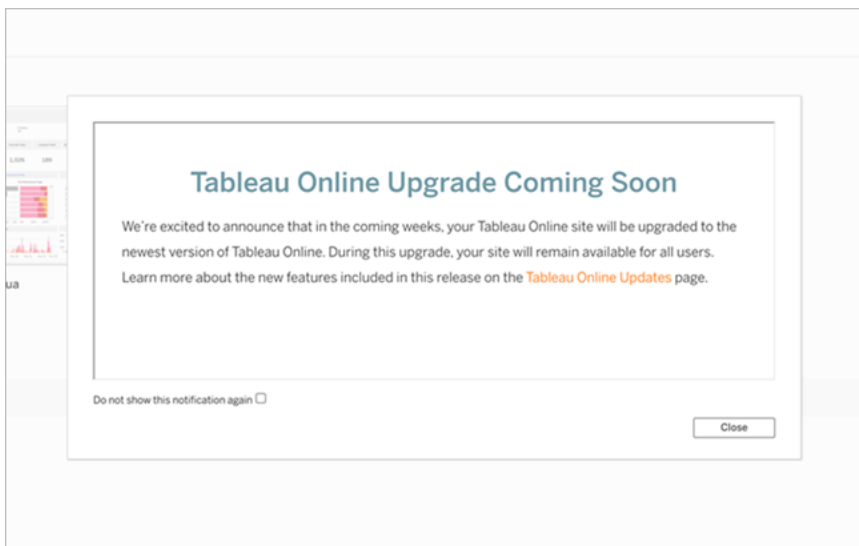 Tableau Online Upgrade Coming Soon
We're excited to announce that in the coming weeks, your Tableau Online site will be upgraded to the
newest version of Tableau Online. During this upgrade, your site will remain available for all users.
Learn more about the new features included in this release on the Tableau Online Updates page.
ua
Do not show this notification again
Close